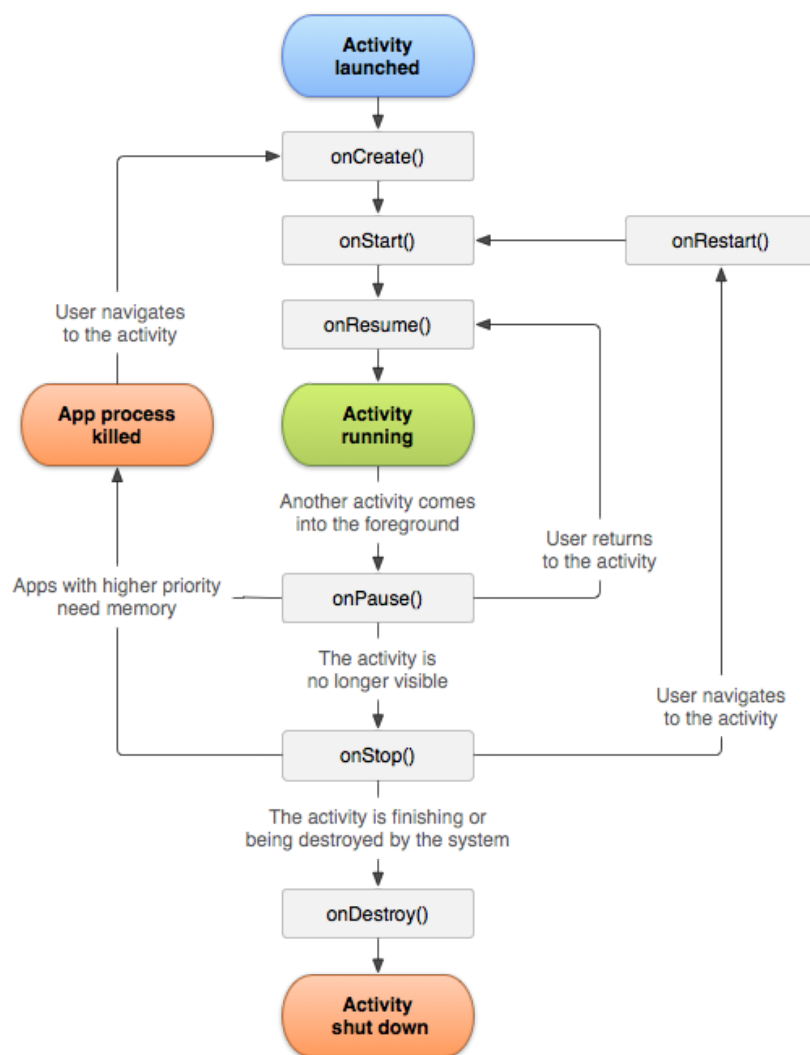 Activity
launched
onCreate()
onStart()
onRestart()
User navigates
to the activity
onResume()
App process
killed
Activity
running
Another activity comes
into the foreground
User returns
to the activity
Apps with higher priority
need memory
onPause()
The activity is
no longer visible
User navigates
to the activity
onStop()
The activity is finishing or
being destroyed by the system
onDestroy()
Activity
shut down